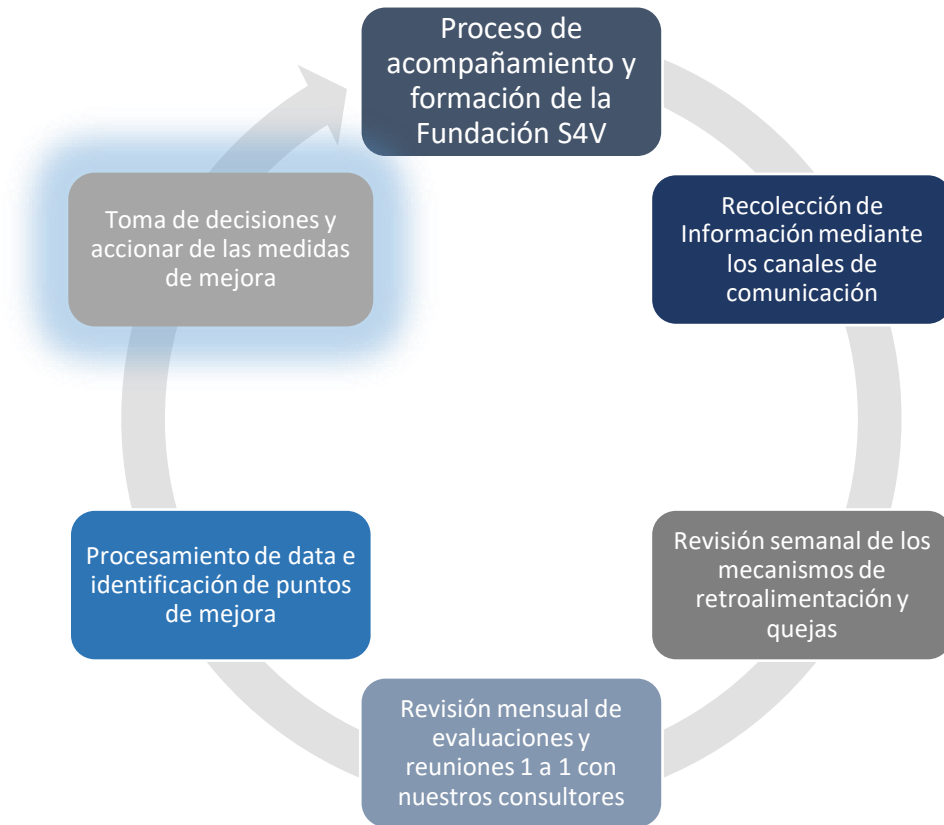 Proceso de
acompañamiento y
formación de la
Fundación S4V
Recolección de
Información mediante
los canales de
comunicación
Revisión semanal de los
mecanismos de
retroalimentación y
quejas
Revisión mensual de
evaluaciones y
reuniones 1 a 1 con
nuestros consultores
Procesamiento de data e
identificación de puntos
de mejora
Toma de decisiones y
accionar de las medidas
de mejora